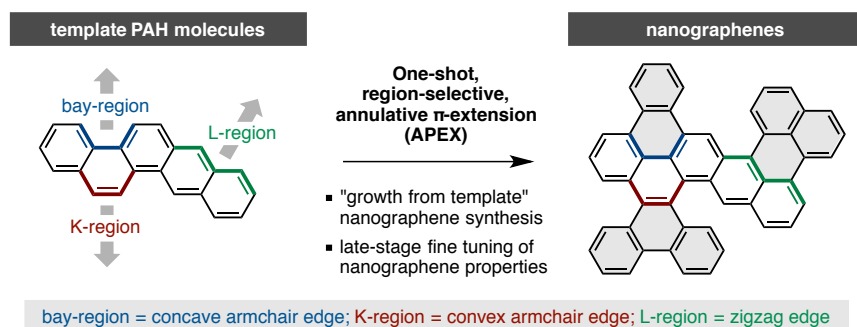 template PAH molecules
nanographenes
bay-region
L-region
K-region
One-shot,
region-selective,
annulative π-extension
(APEX)
▪ "growth from template"
nanographene synthesis
▪ late-stage fine tuning of
nanographene properties
bay-region = concave armchair edge; K-region = convex armchair edge; L-region = zigzag edge